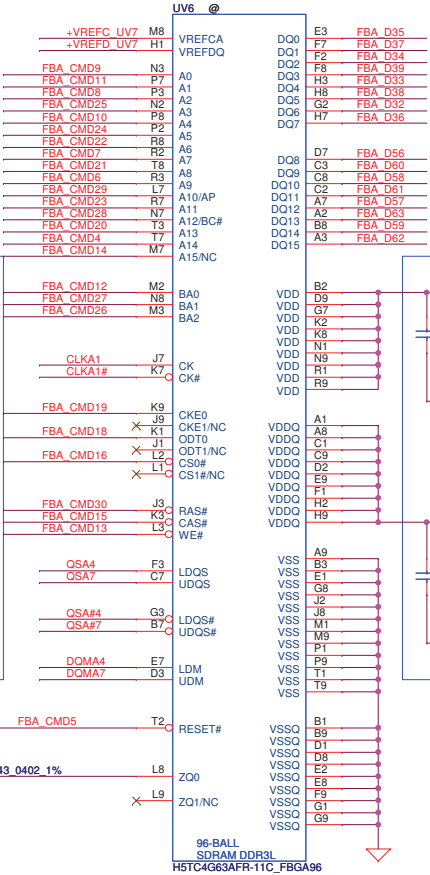 UV6 @
+VREFC_UV7 M8 VREFCA
+VREFD_UV7 H1 VREFDQ
FBA_CMD9 N3 A0
FBA_CMD11 P7 A1
FBA_CMD8 P3 A2
FBA_CMD25 N2 A3
FBA_CMD10 P8 A4
FBA_CMD24 P2 A5
FBA_CMD22 R8 A6
FBA_CMD7 R2 A7
FBA_CMD21 T8 A8
FBA_CMD6 R3 A9
FBA_CMD29 L7 A10/AP
FBA_CMD23 R7 A11
FBA_CMD28 N7 A12/BC#
FBA_CMD20 T3 A13
FBA_CMD4 T7 A14
FBA_CMD14 M7 A15/NC
FBA_CMD12 M2 BA0
FBA_CMD27 N8 BA1
FBA_CMD26 M3 BA2
CLKA1 J7 CK
CLKA1# K7 CK#
FBA_CMD19 K9 CKE0
J9 CKE1/NC
FBA_CMD18 K1 ODT0
J1 ODT1/NC
FBA_CMD16 L2 CS0#
L1 CS1#/NC
FBA_CMD30 J3 RAS#
FBA_CMD15 K3 CAS#
FBA_CMD13 L3 WE#
QSA4 F3 LDQS
QSA7 C7 UDQS
QSA#4 G3 LDQS#
QSA#7 B7 UDQS#
DQMA4 E7 LDM
DQMA7 D3 UDM
FBA_CMD5 T2 RESET#
43_0402_1% L8 ZQ0
L9 ZQ1/NC
DQ0 E3 FBA_D35
DQ1 F7 FBA_D37
DQ2 F2 FBA_D34
DQ3 F8 FBA_D39
DQ4 H3 FBA_D33
DQ5 H8 FBA_D38
DQ6 G2 FBA_D32
DQ7 H7 FBA_D36
DQ8 D7 FBA_D56
DQ9 C3 FBA_D60
DQ10 C8 FBA_D58
DQ11 C2 FBA_D61
DQ12 A7 FBA_D57
DQ13 A2 FBA_D63
DQ14 B8 FBA_D59
DQ15 A3 FBA_D62
VDD B2
VDD D9
VDD G7
VDD K2
VDD K8
VDD N1
VDD N9
VDD R1
VDD R9
VDDQ A1
VDDQ A8
VDDQ C1
VDDQ C9
VDDQ D2
VDDQ E9
VDDQ F1
VDDQ H2
VDDQ H9
VSS A9
VSS B3
VSS E1
VSS G8
VSS J2
VSS J8
VSS M1
VSS M9
VSS P1
VSS P9
VSS T1
VSS T9
VSSQ B1
VSSQ B9
VSSQ D1
VSSQ D8
VSSQ E2
VSSQ E8
VSSQ F9
VSSQ G1
VSSQ G9
96-BALL
SDRAM DDR3L
H5TC4G63AFR-11C_FBGA96